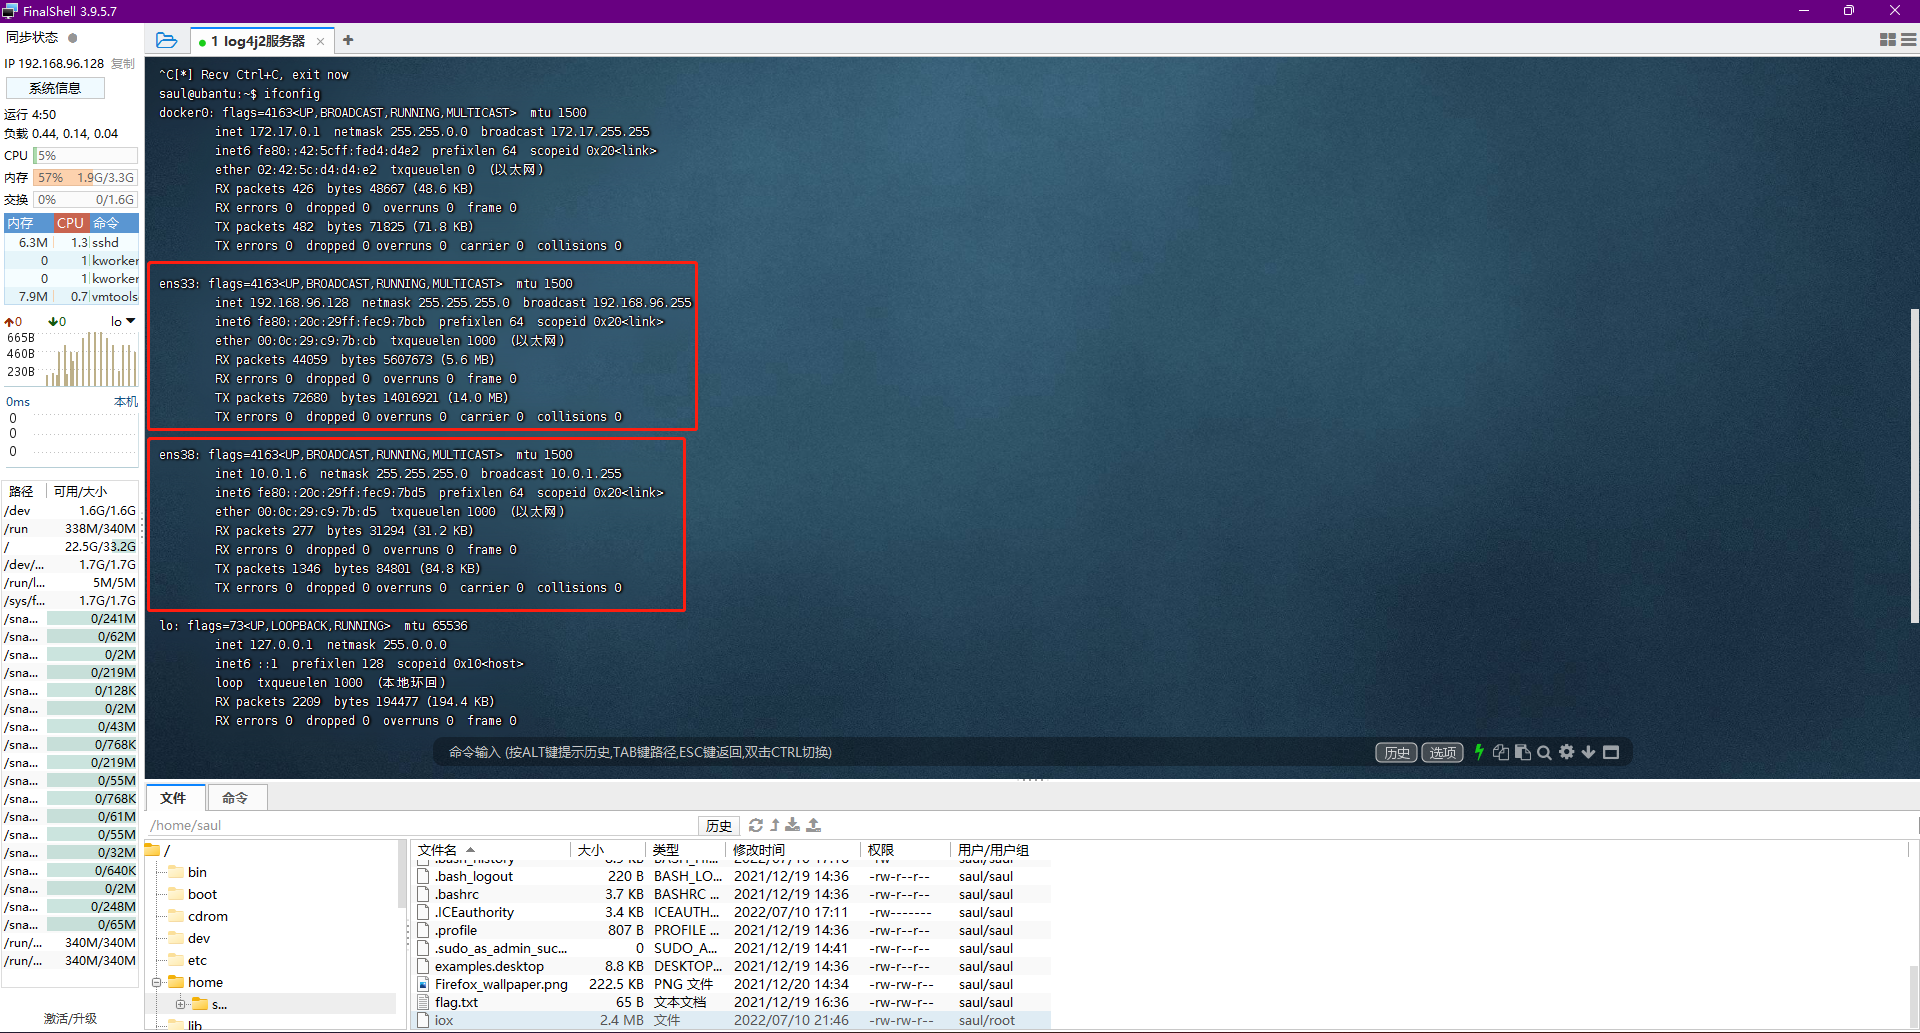 FinalShell 3.9.5.7
同步状态
IP 192.168.96.128 复制
系统信息
运行 4:50
负载 0.44, 0.14, 0.04
CPU 5%
内存 57% 1.9G/3.3G
交换 0% 0/1.6G
内存 CPU 命令
6.3M 1.3 sshd
0 1 kworker
0 1 kworker
7.9M 0.7 vmtools
0 0 lo
665B
460B
230B
0ms 本机
0
0
0
路径 可用/大小
/dev 1.6G/1.6G
/run 338M/340M
/ 22.5G/33.2G
/dev/... 1.7G/1.7G
/run/l... 5M/5M
/sys/f... 1.7G/1.7G
/sna... 0/241M
/sna... 0/62M
/sna... 0/2M
/sna... 0/219M
/sna... 0/128K
/sna... 0/2M
/sna... 0/43M
/sna... 0/768K
/sna... 0/219M
/sna... 0/55M
/sna... 0/768K
/sna... 0/61M
/sna... 0/55M
/sna... 0/32M
/sna... 0/640K
/sna... 0/2M
/sna... 0/248M
/sna... 0/65M
/run/... 340M/340M
/run/... 340M/340M
激活/升级
1 log4j2服务器
^C[*] Recv Ctrl+C, exit now
saul@ubantu:~$ ifconfig
docker0: flags=4163<UP,BROADCAST,RUNNING,MULTICAST> mtu 1500
inet 172.17.0.1 netmask 255.255.0.0 broadcast 172.17.255.255
inet6 fe80::42:5cff:fed4:d4e2 prefixlen 64 scopeid 0x20<link>
ether 02:42:5c:d4:d4:e2 txqueuelen 0 (以太网)
RX packets 426 bytes 48667 (48.6 KB)
RX errors 0 dropped 0 overruns 0 frame 0
TX packets 482 bytes 71825 (71.8 KB)
TX errors 0 dropped 0 overruns 0 carrier 0 collisions 0
ens33: flags=4163<UP,BROADCAST,RUNNING,MULTICAST> mtu 1500
inet 192.168.96.128 netmask 255.255.255.0 broadcast 192.168.96.255
inet6 fe80::20c:29ff:fec9:7bcb prefixlen 64 scopeid 0x20<link>
ether 00:0c:29:c9:7b:cb txqueuelen 1000 (以太网)
RX packets 44059 bytes 5607673 (5.6 MB)
RX errors 0 dropped 0 overruns 0 frame 0
TX packets 72680 bytes 14016921 (14.0 MB)
TX errors 0 dropped 0 overruns 0 carrier 0 collisions 0
ens38: flags=4163<UP,BROADCAST,RUNNING,MULTICAST> mtu 1500
inet 10.0.1.6 netmask 255.255.255.0 broadcast 10.0.1.255
inet6 fe80::20c:29ff:fec9:7bd5 prefixlen 64 scopeid 0x20<link>
ether 00:0c:29:c9:7b:d5 txqueuelen 1000 (以太网)
RX packets 277 bytes 31294 (31.2 KB)
RX errors 0 dropped 0 overruns 0 frame 0
TX packets 1346 bytes 84801 (84.8 KB)
TX errors 0 dropped 0 overruns 0 carrier 0 collisions 0
lo: flags=73<UP,LOOPBACK,RUNNING> mtu 65536
inet 127.0.0.1 netmask 255.0.0.0
inet6 ::1 prefixlen 128 scopeid 0x10<host>
loop txqueuelen 1000 (本地环回)
RX packets 2209 bytes 194477 (194.4 KB)
RX errors 0 dropped 0 overruns 0 frame 0
命令输入 (按ALT键提示历史,TAB键路径,ESC键返回,双击CTRL切换) 历史 选项
文件 命令
/home/saul 历史
/
bin
boot
cdrom
dev
etc
home
s...
lib
文件名 大小 类型 修改时间 权限 用户/用户组
.bash_history
.bash_logout 220 B BASH_LO... 2021/12/19 14:36 -rw-r--r-- saul/saul
.bashrc 3.7 KB BASHRC ... 2021/12/19 14:36 -rw-r--r-- saul/saul
.ICEauthority 3.4 KB ICEAUTH... 2022/07/10 17:11 -rw------- saul/saul
.profile 807 B PROFILE ... 2021/12/19 14:36 -rw-r--r-- saul/saul
.sudo_as_admin_suc... 0 SUDO_A... 2021/12/19 14:41 -rw-r--r-- saul/saul
examples.desktop 8.8 KB DESKTOP... 2021/12/19 14:36 -rw-r--r-- saul/saul
Firefox_wallpaper.png 222.5 KB PNG 文件 2021/12/20 14:34 -rw-rw-r-- saul/saul
flag.txt 65 B 文本文档 2021/12/19 16:36 -rw-r--r-- saul/saul
iox 2.4 MB 文件 2022/07/10 21:46 -rw-rw-r-- saul/root